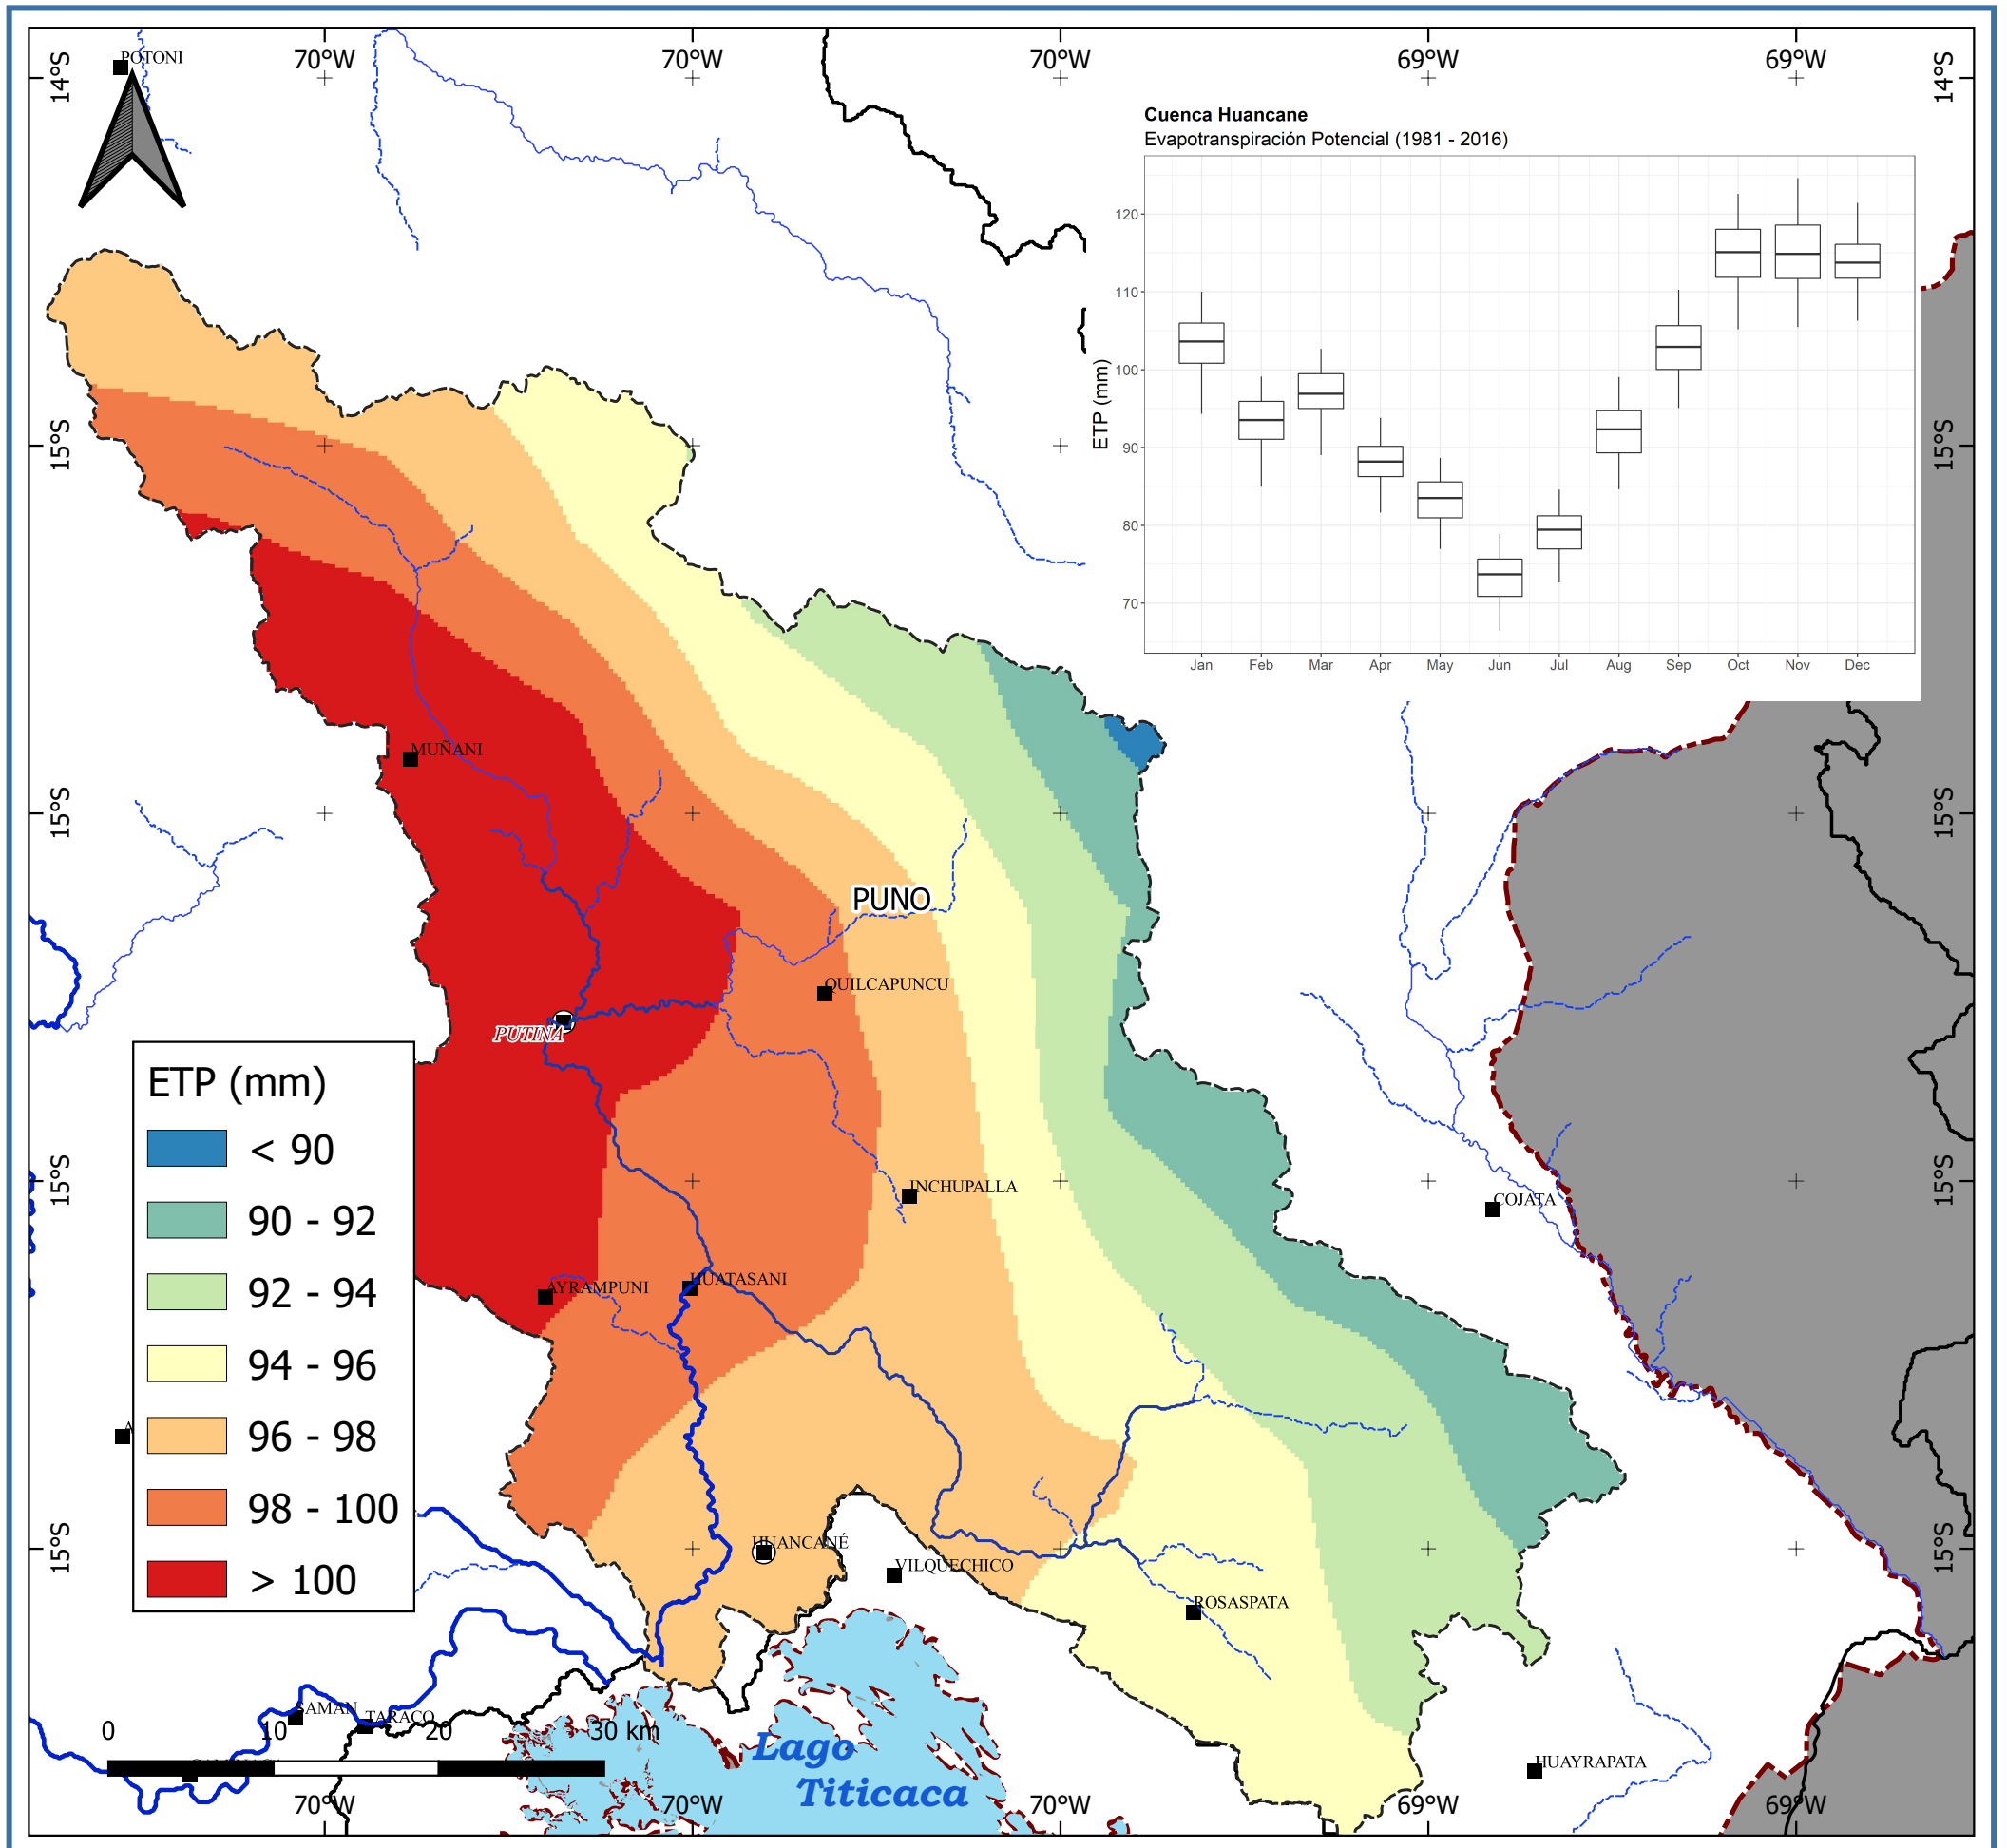 POTONI
70°W
70°W
70°W
69°W
69°W
14°S
14°S
Cuenca Huancane
Evapotranspiración Potencial (1981 - 2016)
ETP (mm)
120
110
100
90
80
70
Jan
Feb
Mar
Apr
May
Jun
Jul
Aug
Sep
Oct
Nov
Dec
15°S
15°S
15°S
15°S
MUÑANI
PUNO
QUILCAPUNCU
PUTINA
15°S
15°S
INCHUPALLA
COJATA
AYRAMPUNI
HUATASANI
ETP (mm)
< 90
90 - 92
92 - 94
94 - 96
96 - 98
98 - 100
> 100
A
15°S
15°S
HUANCANÉ
VILQUECHICO
ROSASPATA
SAMAN
TARACO
0
10
20
30 km
Lago
Titicaca
HUAYRAPATA
70°W
70°W
70°W
69°W
69°W